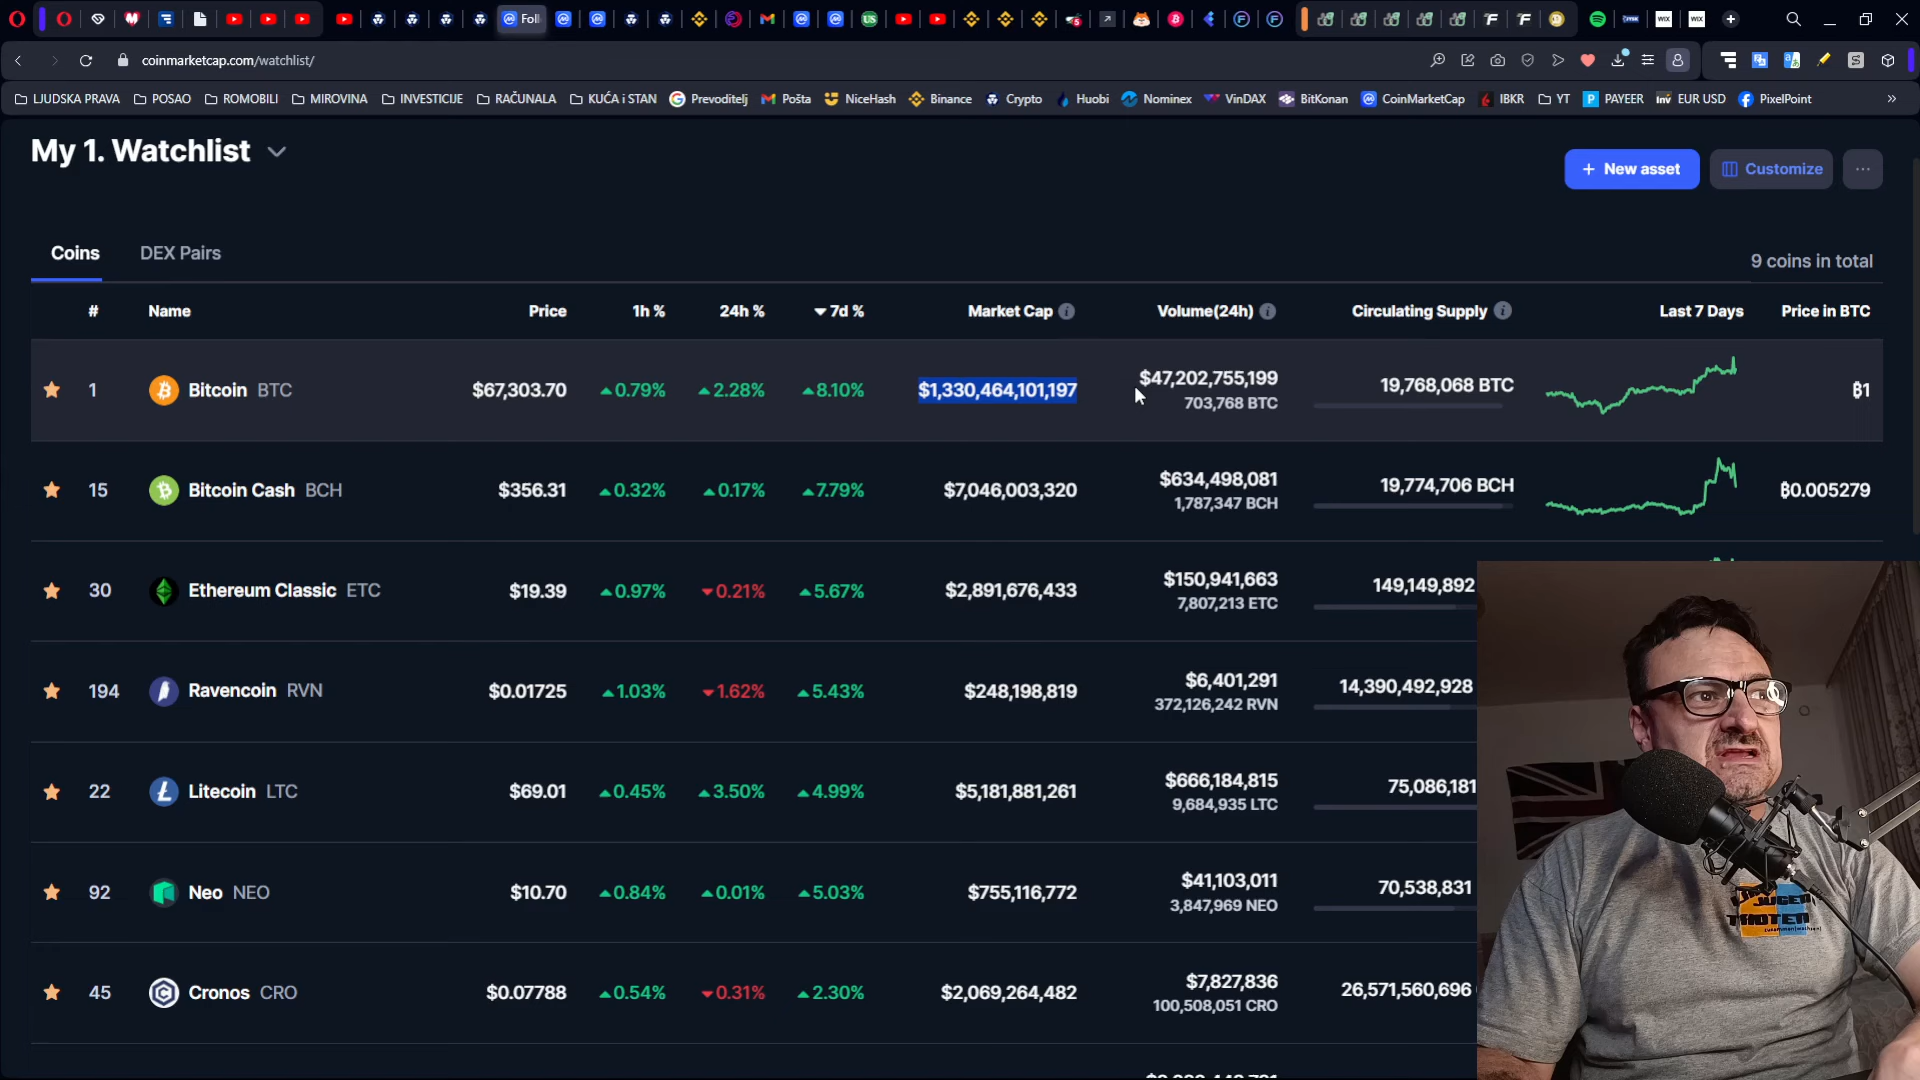 Foll
coinmarketcap.com/watchlist/
LJUDSKA PRAVA POSAO ROMOBILI MIROVINA INVESTICIJE RAČUNALA KUĆA i STAN Prevoditelj Pošta NiceHash Binance Crypto Huobi Nominex VinDAX BitKonan CoinMarketCap IBKR YT PAYEER EUR USD PixelPoint
My 1. Watchlist
+ New asset Customize
Coins DEX Pairs
9 coins in total
# Name Price 1h % 24h % 7d % Market Cap Volume(24h) Circulating Supply Last 7 Days Price in BTC
1 Bitcoin BTC $67,303.70 0.79% 2.28% 8.10% $1,330,464,101,197 $47,202,755,199 19,768,068 BTC ₿1
703,768 BTC
15 Bitcoin Cash BCH $356.31 0.32% 0.17% 7.79% $7,046,003,320 $634,498,081 19,774,706 BCH ₿0.005279
1,787,347 BCH
30 Ethereum Classic ETC $19.39 0.97% 0.21% 5.67% $2,891,676,433 $150,941,663 149,149,892
7,807,213 ETC
194 Ravencoin RVN $0.01725 1.03% 1.62% 5.43% $248,198,819 $6,401,291 14,390,492,928
372,126,242 RVN
22 Litecoin LTC $69.01 0.45% 3.50% 4.99% $5,181,881,261 $666,184,815 75,086,181
9,684,935 LTC
92 Neo NEO $10.70 0.84% 0.01% 5.03% $755,116,772 $41,103,011 70,538,831
3,847,969 NEO
45 Cronos CRO $0.07788 0.54% 0.31% 2.30% $2,069,264,482 $7,827,836 26,571,560,696
100,508,051 CRO